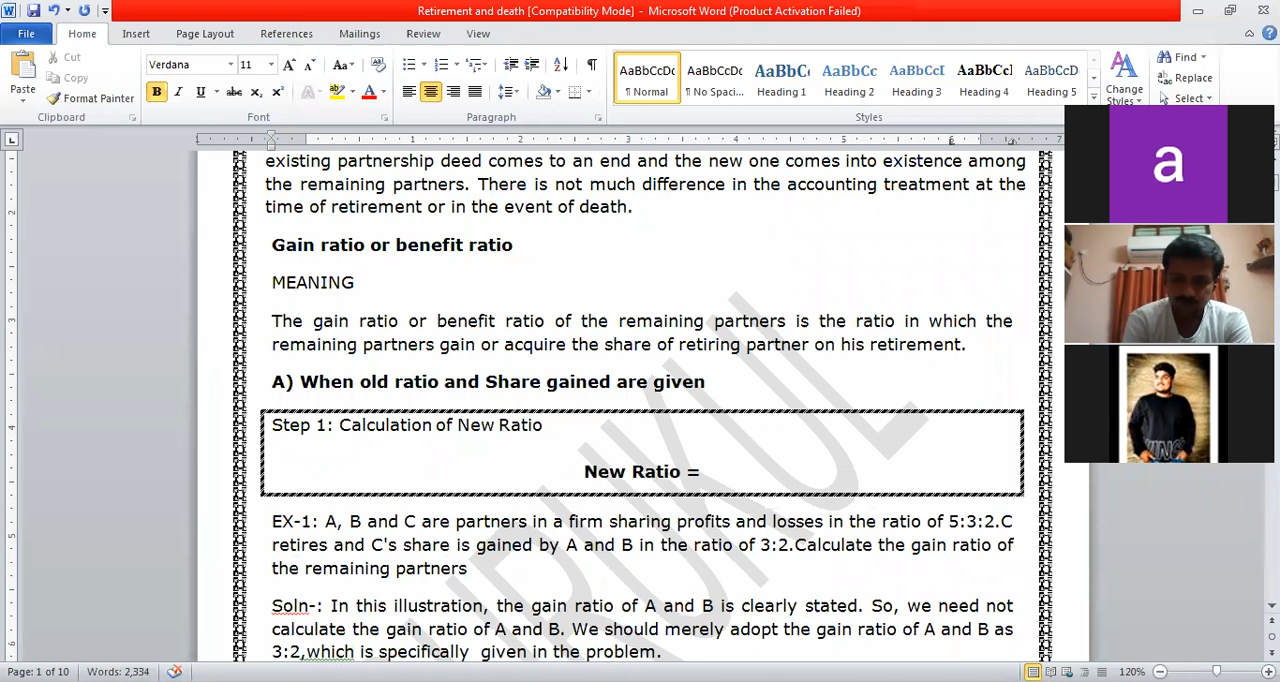 Retirement and death [Compatibility Mode] - Microsoft Word (Product Activation Failed)
File Home Insert Page Layout References Mailings Review View
Paste Cut Copy Format Painter
Verdana 11
AaBbCcDc AaBbCcDc AaBbCc AaBbCc AaBbCcI AaBbCcI AaBbCcD
¶ Normal ¶ No Spaci... Heading 1 Heading 2 Heading 3 Heading 4 Heading 5
Change Styles
Find Replace Select
Clipboard Font Paragraph Styles
existing partnership deed comes to an end and the new one comes into existence among
the remaining partners. There is not much difference in the accounting treatment at the
time of retirement or in the event of death.
Gain ratio or benefit ratio
MEANING
The gain ratio or benefit ratio of the remaining partners is the ratio in which the
remaining partners gain or acquire the share of retiring partner on his retirement.
A) When old ratio and Share gained are given
Step 1: Calculation of New Ratio
New Ratio =
EX-1: A, B and C are partners in a firm sharing profits and losses in the ratio of 5:3:2.C
retires and C's share is gained by A and B in the ratio of 3:2.Calculate the gain ratio of
the remaining partners
Soln-: In this illustration, the gain ratio of A and B is clearly stated. So, we need not
calculate the gain ratio of A and B. We should merely adopt the gain ratio of A and B as
3:2,which is specifically given in the problem.
a
Page: 1 of 10 Words: 2,334 120%